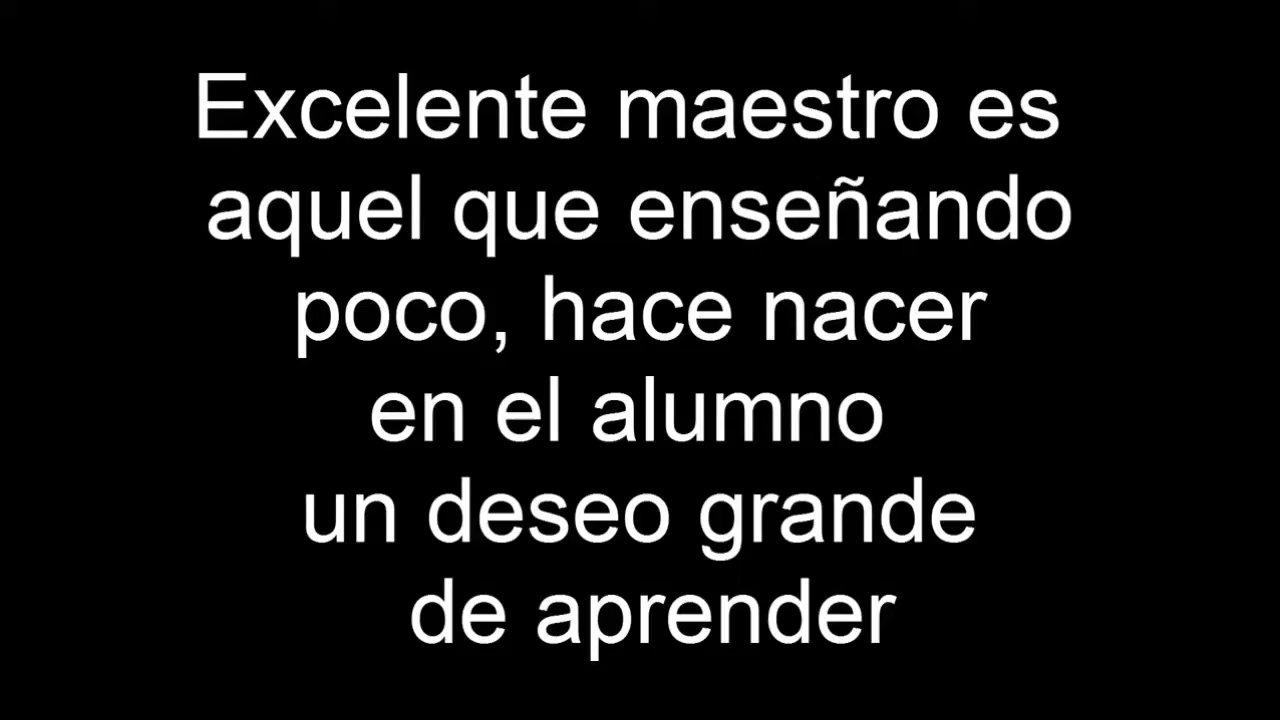 Excelente maestro es
aquel que enseñando
poco, hace nacer
en el alumno
un deseo grande
de aprender